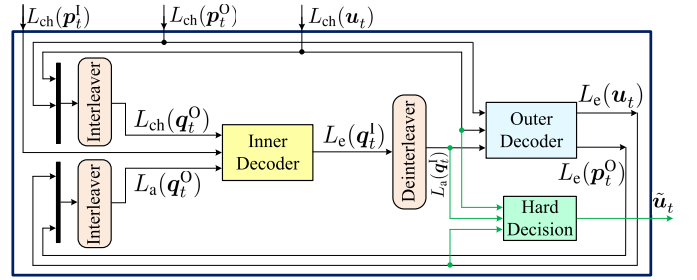 L_ch(p_t^I)
L_ch(p_t^O)
L_ch(u_t)
Interleaver
L_ch(q_t^O)
Inner
Decoder
L_e(q_t^I)
Deinterleaver
L_a(q_t^I)
Outer
Decoder
L_e(u_t)
L_e(p_t^O)
Interleaver
L_a(q_t^O)
Hard
Decision
ũ_t